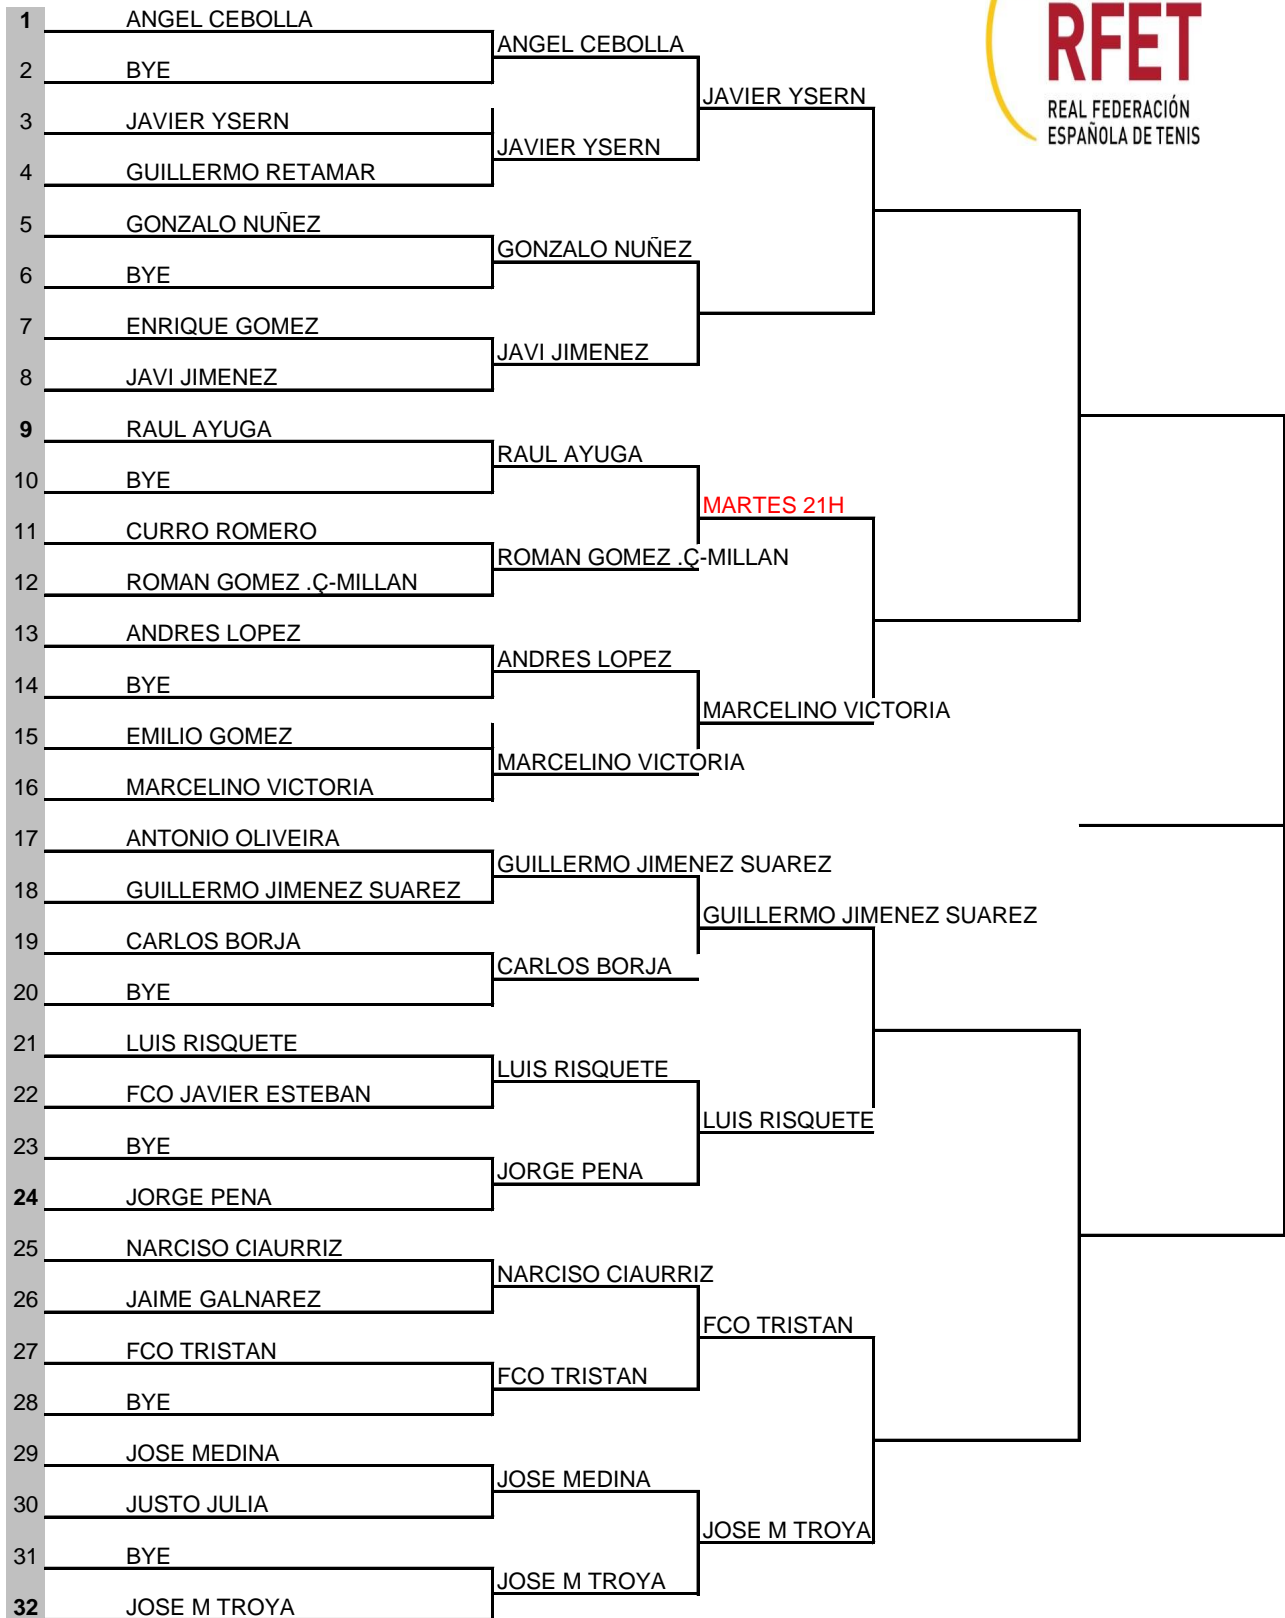 RFET
REAL FEDERACIÓN
ESPAÑOLA DE TENIS
1 ANGEL CEBOLLA
ANGEL CEBOLLA
2 BYE
JAVIER YSERN
3 JAVIER YSERN
JAVIER YSERN
4 GUILLERMO RETAMAR
5 GONZALO NUÑEZ
GONZALO NUÑEZ
6 BYE
7 ENRIQUE GOMEZ
JAVI JIMENEZ
8 JAVI JIMENEZ
9 RAUL AYUGA
RAUL AYUGA
10 BYE
MARTES 21H
11 CURRO ROMERO
ROMAN GOMEZ .Ç-MILLAN
12 ROMAN GOMEZ .Ç-MILLAN
13 ANDRES LOPEZ
ANDRES LOPEZ
14 BYE
MARCELINO VICTORIA
15 EMILIO GOMEZ
MARCELINO VICTORIA
16 MARCELINO VICTORIA
17 ANTONIO OLIVEIRA
GUILLERMO JIMENEZ SUAREZ
18 GUILLERMO JIMENEZ SUAREZ
GUILLERMO JIMENEZ SUAREZ
19 CARLOS BORJA
CARLOS BORJA
20 BYE
21 LUIS RISQUETE
LUIS RISQUETE
22 FCO JAVIER ESTEBAN
LUIS RISQUETE
23 BYE
JORGE PENA
24 JORGE PENA
25 NARCISO CIAURRIZ
NARCISO CIAURRIZ
26 JAIME GALNAREZ
FCO TRISTAN
27 FCO TRISTAN
FCO TRISTAN
28 BYE
29 JOSE MEDINA
JOSE MEDINA
30 JUSTO JULIA
JOSE M TROYA
31 BYE
JOSE M TROYA
32 JOSE M TROYA